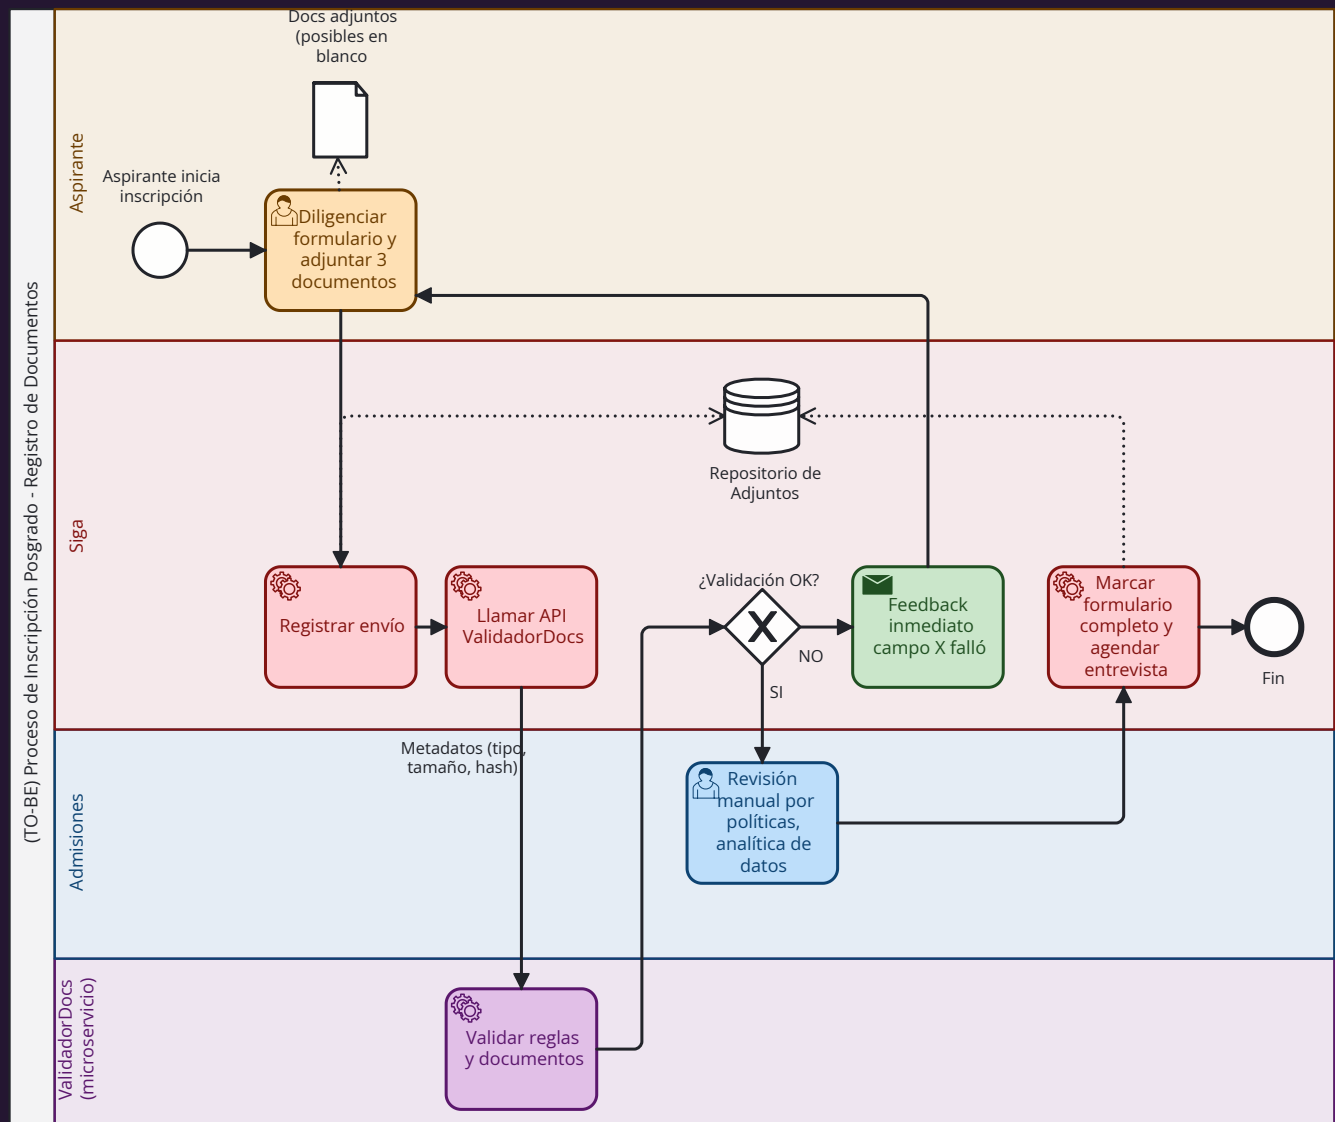 (TO-BE) Proceso de Inscripción Posgrado - Registro de Documentos
Aspirante
Docs adjuntos
(posibles en
blanco
Aspirante inicia
inscripción
Diligenciar
formulario y
adjuntar 3
documentos
Siga
Repositorio de
Adjuntos
Registrar envío
Llamar API
ValidadorDocs
¿Validación OK?
X
NO
SI
Feedback
inmediato
campo X falló
Marcar
formulario
completo y
agendar
entrevista
Fin
Admisiones
Metadatos (tipo,
tamaño, hash)
Revisión
manual por
políticas,
analítica de
datos
ValidadorDocs
(microservicio)
Validar reglas
y documentos